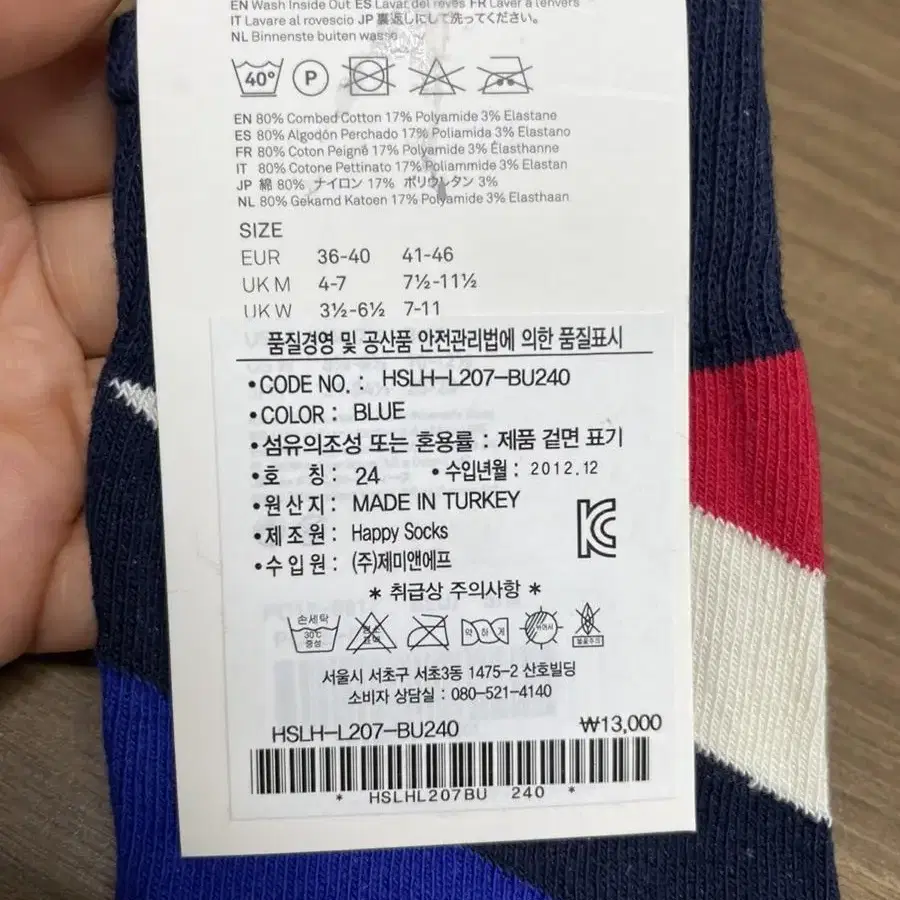 EN Wash Inside Out ES Lavar del revés FR Laver à l'envers
IT Lavare al rovescio JP 裏返しにして洗ってください。
NL Binnenste buiten wasse
40° P
EN 80% Combed Cotton 17% Polyamide 3% Elastane
ES 80% Algodón Perchado 17% Poliamida 3% Elastano
FR 80% Coton Peigné 17% Polyamide 3% Élasthanne
IT 80% Cotone Pettinato 17% Poliammide 3% Elastan
JP 綿 80% ナイロン 17% ポリウレタン 3%
NL 80% Gekamd Katoen 17% Polyamide 3% Elasthaan
SIZE
EUR 36-40 41-46
UK M 4-7 7½-11½
UK W 3½-6½ 7-11
품질경영 및 공산품 안전관리법에 의한 품질표시
• CODE NO. : HSLH-L207-BU240
• COLOR : BLUE
• 섬유의조성 또는 혼용률 : 제품 겉면 표기
• 호 칭 : 24 • 수입년월 : 2012.12
• 원 산 지 : MADE IN TURKEY
• 제 조 원 : Happy Socks
• 수 입 원 : (주)제미앤에프
* 취급상 주의사항 *
손세탁 30℃ 중성 약하게
서울시 서초구 서초3동 1475-2 산호빌딩
소비자 상담실 : 080-521-4140
HSLH-L207-BU240 ₩13,000
* HSLHL207BU 240 *